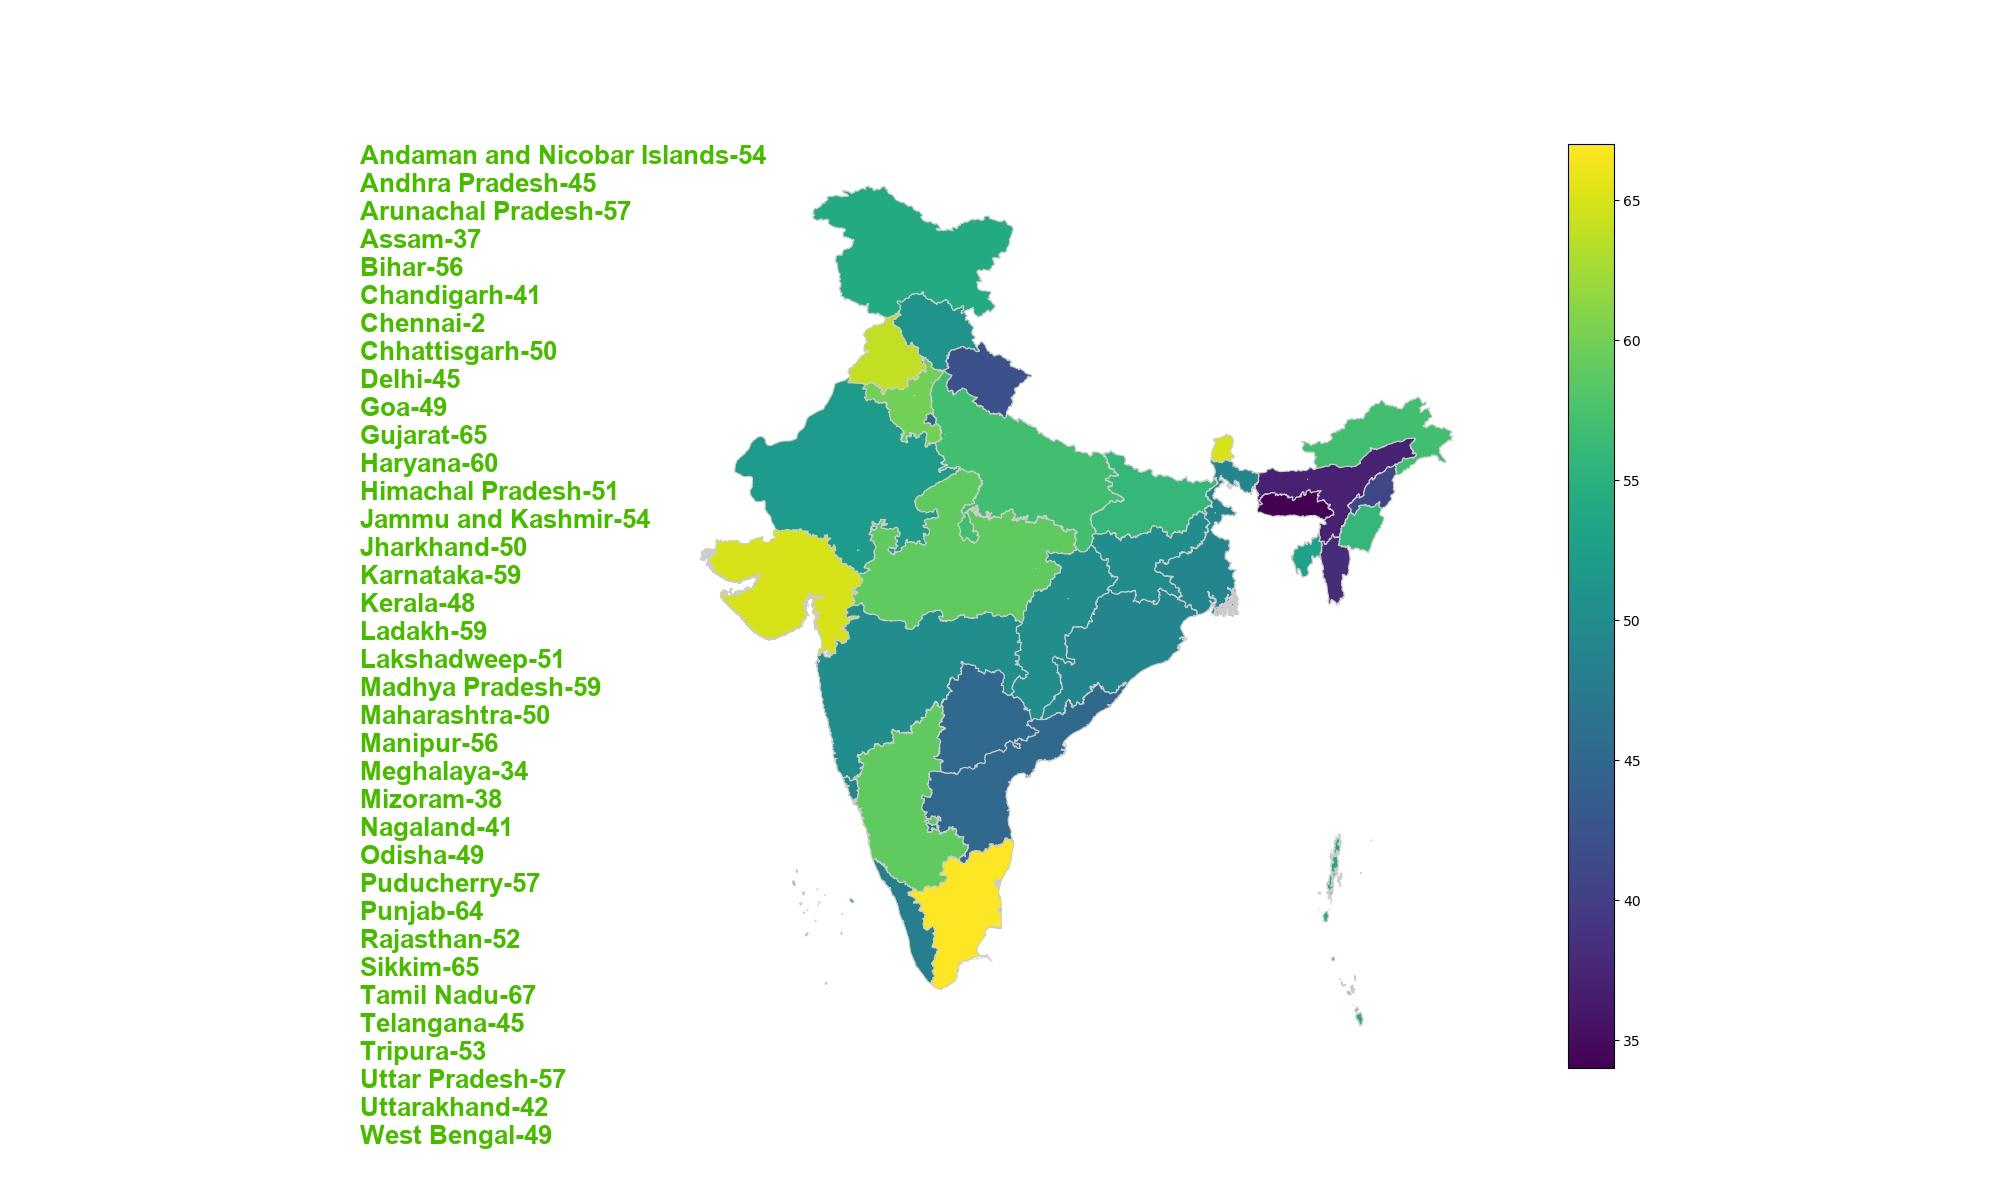 Andaman and Nicobar Islands-54
Andhra Pradesh-45
Arunachal Pradesh-57
Assam-37
Bihar-56
Chandigarh-41
Chennai-2
Chhattisgarh-50
Delhi-45
Goa-49
Gujarat-65
Haryana-60
Himachal Pradesh-51
Jammu and Kashmir-54
Jharkhand-50
Karnataka-59
Kerala-48
Ladakh-59
Lakshadweep-51
Madhya Pradesh-59
Maharashtra-50
Manipur-56
Meghalaya-34
Mizoram-38
Nagaland-41
Odisha-49
Puducherry-57
Punjab-64
Rajasthan-52
Sikkim-65
Tamil Nadu-67
Telangana-45
Tripura-53
Uttar Pradesh-57
Uttarakhand-42
West Bengal-49
65
60
55
50
45
40
35